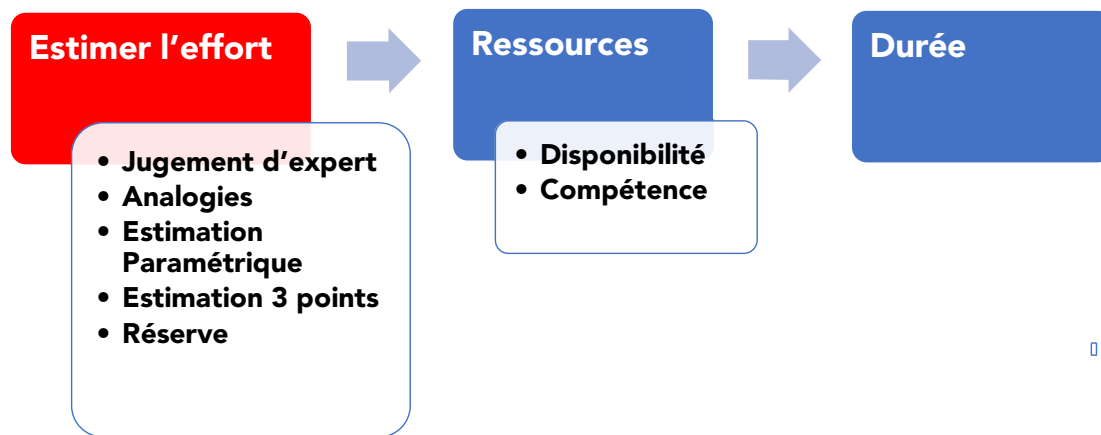 Estimer l’effort
• Jugement d’expert
• Analogies
• Estimation
Paramétrique
• Estimation 3 points
• Réserve
Ressources
• Disponibilité
• Compétence
Durée